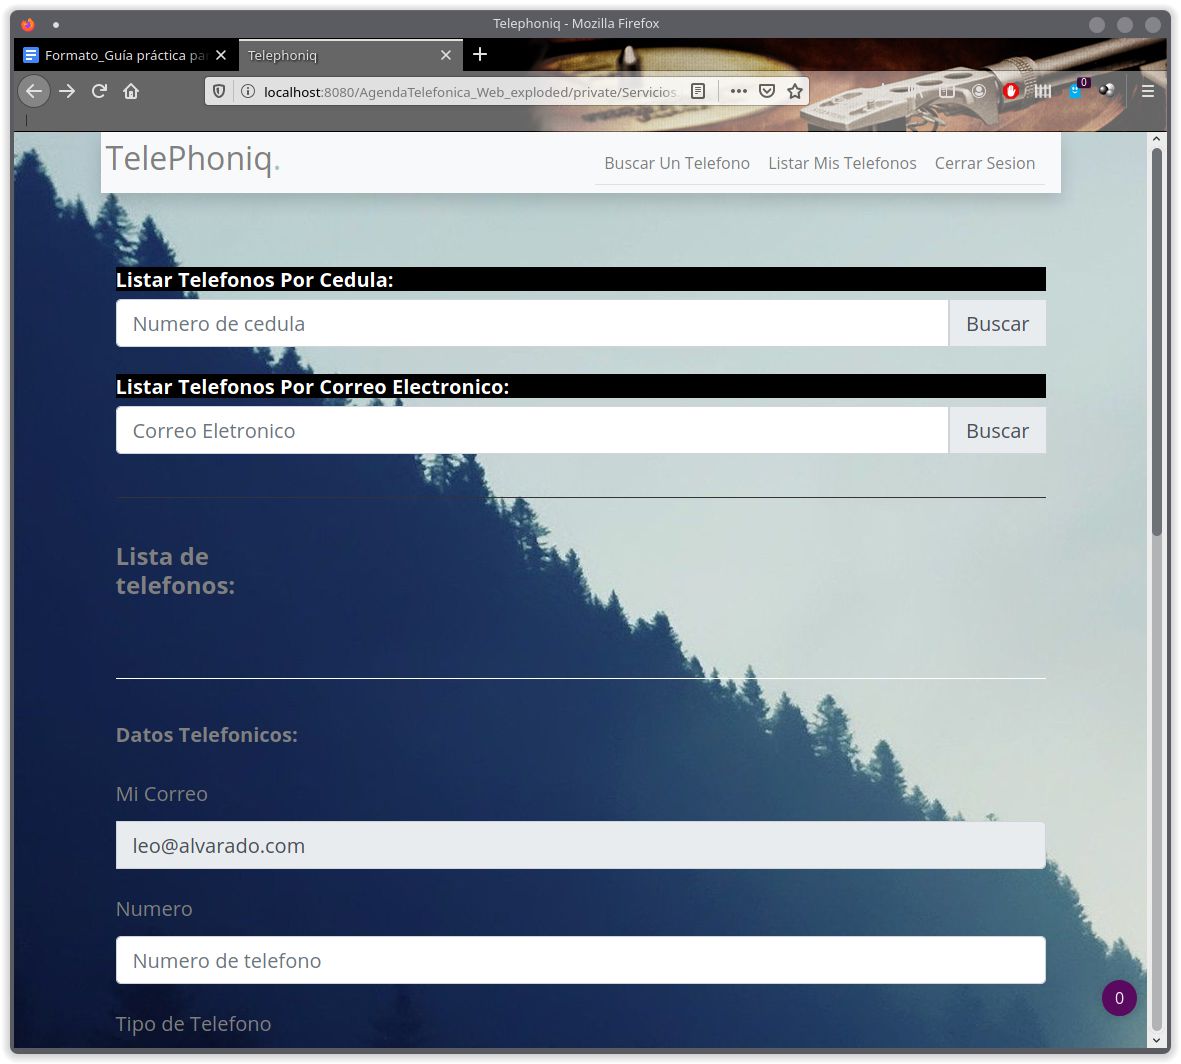 Telephoniq - Mozilla Firefox
Formato_Guía práctica pa
Telephoniq
localhost:8080/AgendaTelefonica_Web_exploded/private/Servicios.
0
TelePhoniq.
Buscar Un Telefono Listar Mis Telefonos Cerrar Sesion
Listar Telefonos Por Cedula:
Numero de cedula Buscar
Listar Telefonos Por Correo Electronico:
Correo Eletronico Buscar
Lista de
telefonos:
Datos Telefonicos:
Mi Correo
leo@alvarado.com
Numero
Numero de telefono
0
Tipo de Telefono